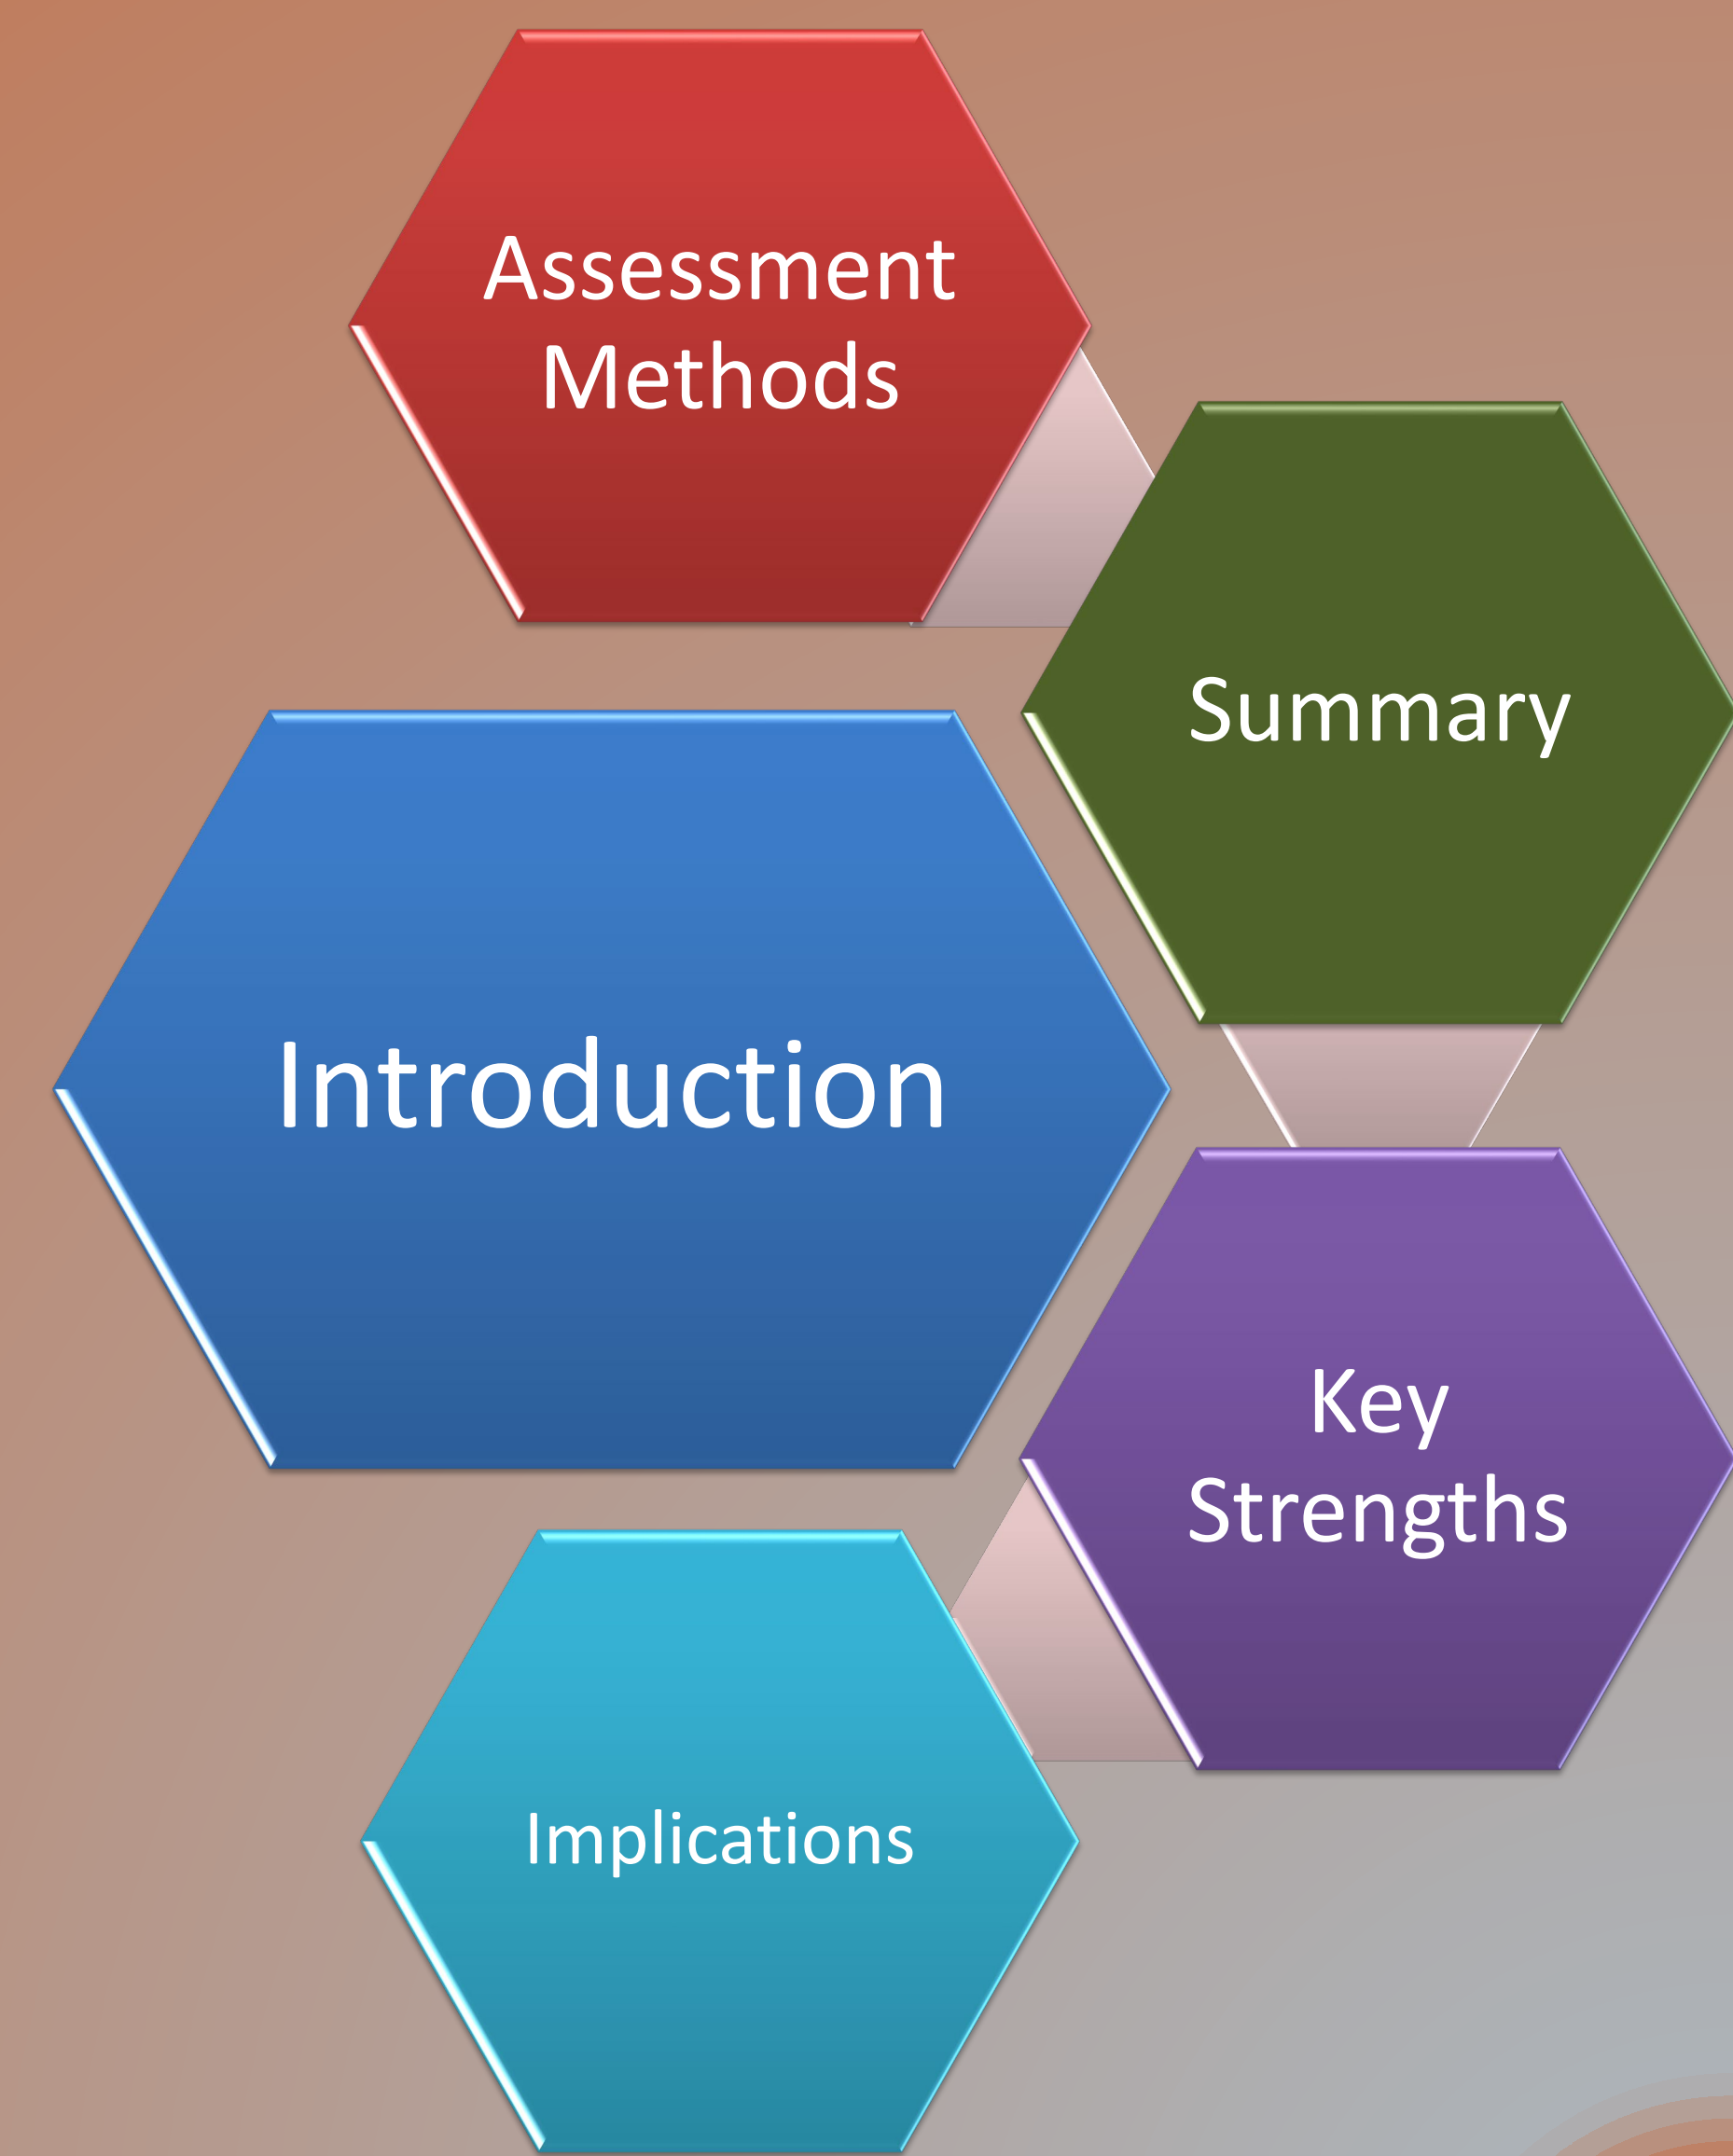 Assessment
Methods
Summary
Introduction
Key
Strengths
Implications